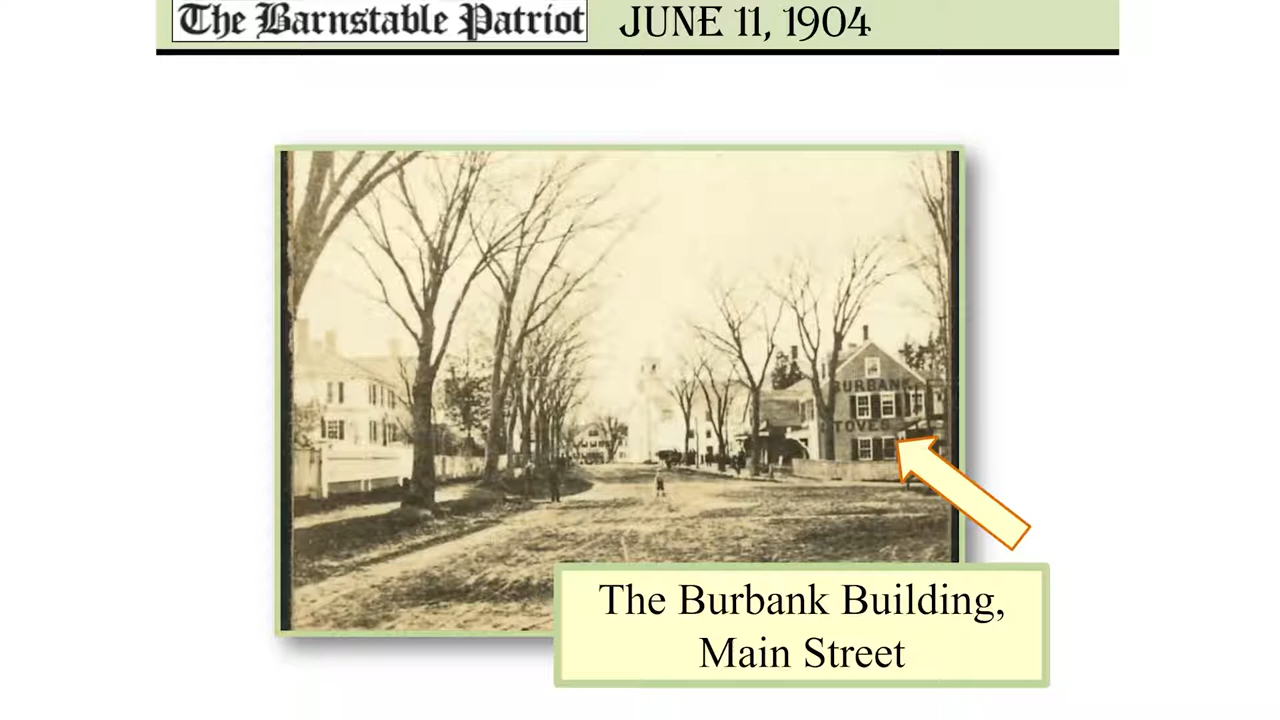 The Barnstable Patriot JUNE 11, 1904
BURBANK
STOVES
The Burbank Building,
Main Street